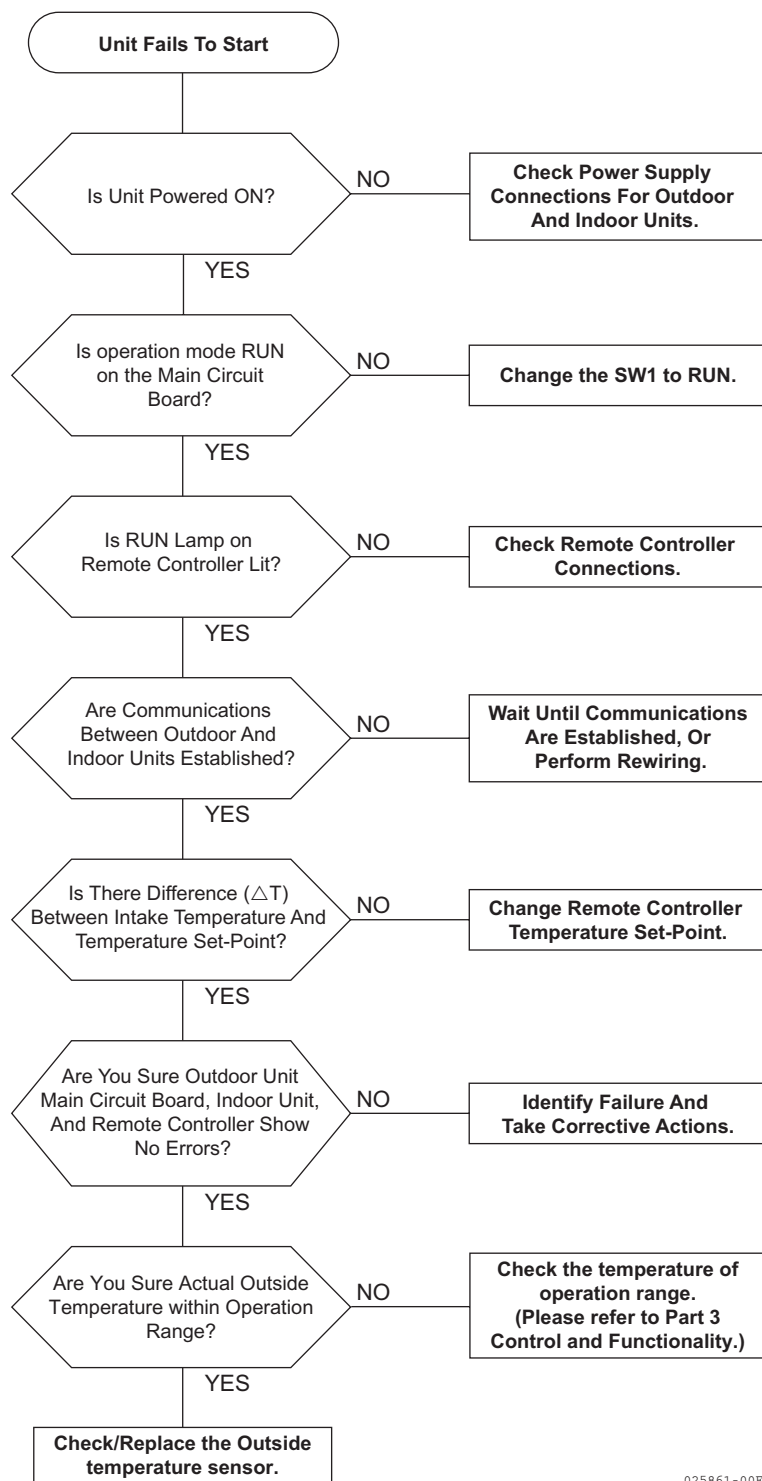 Unit Fails To Start
Is Unit Powered ON?
NO
Check Power Supply
Connections For Outdoor
And Indoor Units.
YES
Is operation mode RUN
on the Main Circuit
Board?
NO
Change the SW1 to RUN.
YES
Is RUN Lamp on
Remote Controller Lit?
NO
Check Remote Controller
Connections.
YES
Are Communications
Between Outdoor And
Indoor Units Established?
NO
Wait Until Communications
Are Established, Or
Perform Rewiring.
YES
Is There Difference (△T)
Between Intake Temperature And
Temperature Set-Point?
NO
Change Remote Controller
Temperature Set-Point.
YES
Are You Sure Outdoor Unit
Main Circuit Board, Indoor Unit,
And Remote Controller Show
No Errors?
NO
Identify Failure And
Take Corrective Actions.
YES
Are You Sure Actual Outside
Temperature within Operation
Range?
NO
Check the temperature of
operation range.
(Please refer to Part 3
Control and Functionality.)
YES
Check/Replace the Outside
temperature sensor.